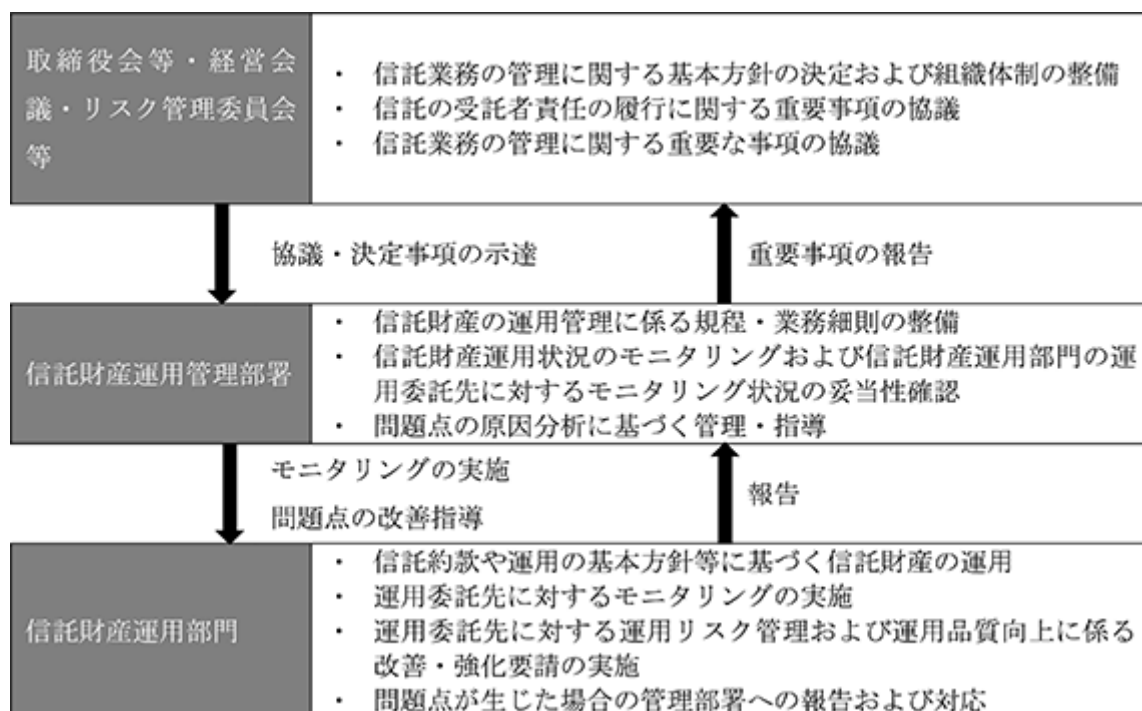 取締役会等・経営会
議・リスク管理委員会
等
・ 信託業務の管理に関する基本方針の決定および組織体制の整備
・ 信託の受託者責任の履行に関する重要事項の協議
・ 信託業務の管理に関する重要な事項の協議
協議・決定事項の示達
重要事項の報告
信託財産運用管理部署
・ 信託財産の運用管理に係る規程・業務細則の整備
・ 信託財産運用状況のモニタリングおよび信託財産運用部門の運
用委託先に対するモニタリング状況の妥当性確認
・ 問題点の原因分析に基づく管理・指導
モニタリングの実施
問題点の改善指導
報告
信託財産運用部門
・ 信託約款や運用の基本方針等に基づく信託財産の運用
・ 運用委託先に対するモニタリングの実施
・ 運用委託先に対する運用リスク管理および運用品質向上に係る
改善・強化要請の実施
・ 問題点が生じた場合の管理部署への報告および対応